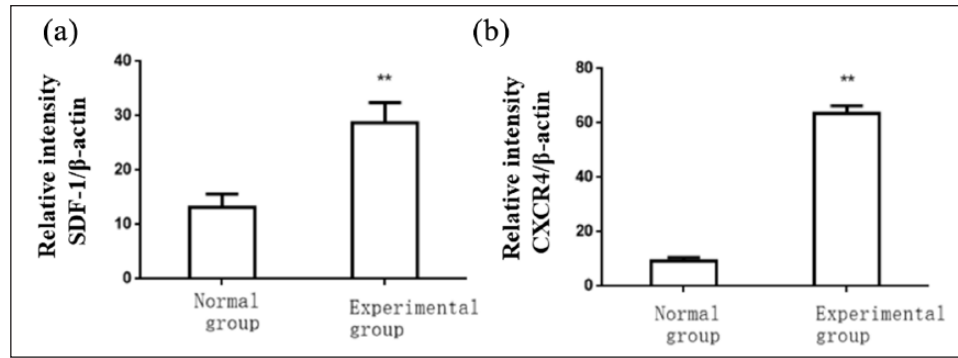 (a)
Relative intensity
SDF-1/β-actin
40
30
20
10
0
**
Normal
group
Experimental
group
(b)
Relative intensity
CXCR4/β-actin
80
60
40
20
0
**
Normal
group
Experimental
group